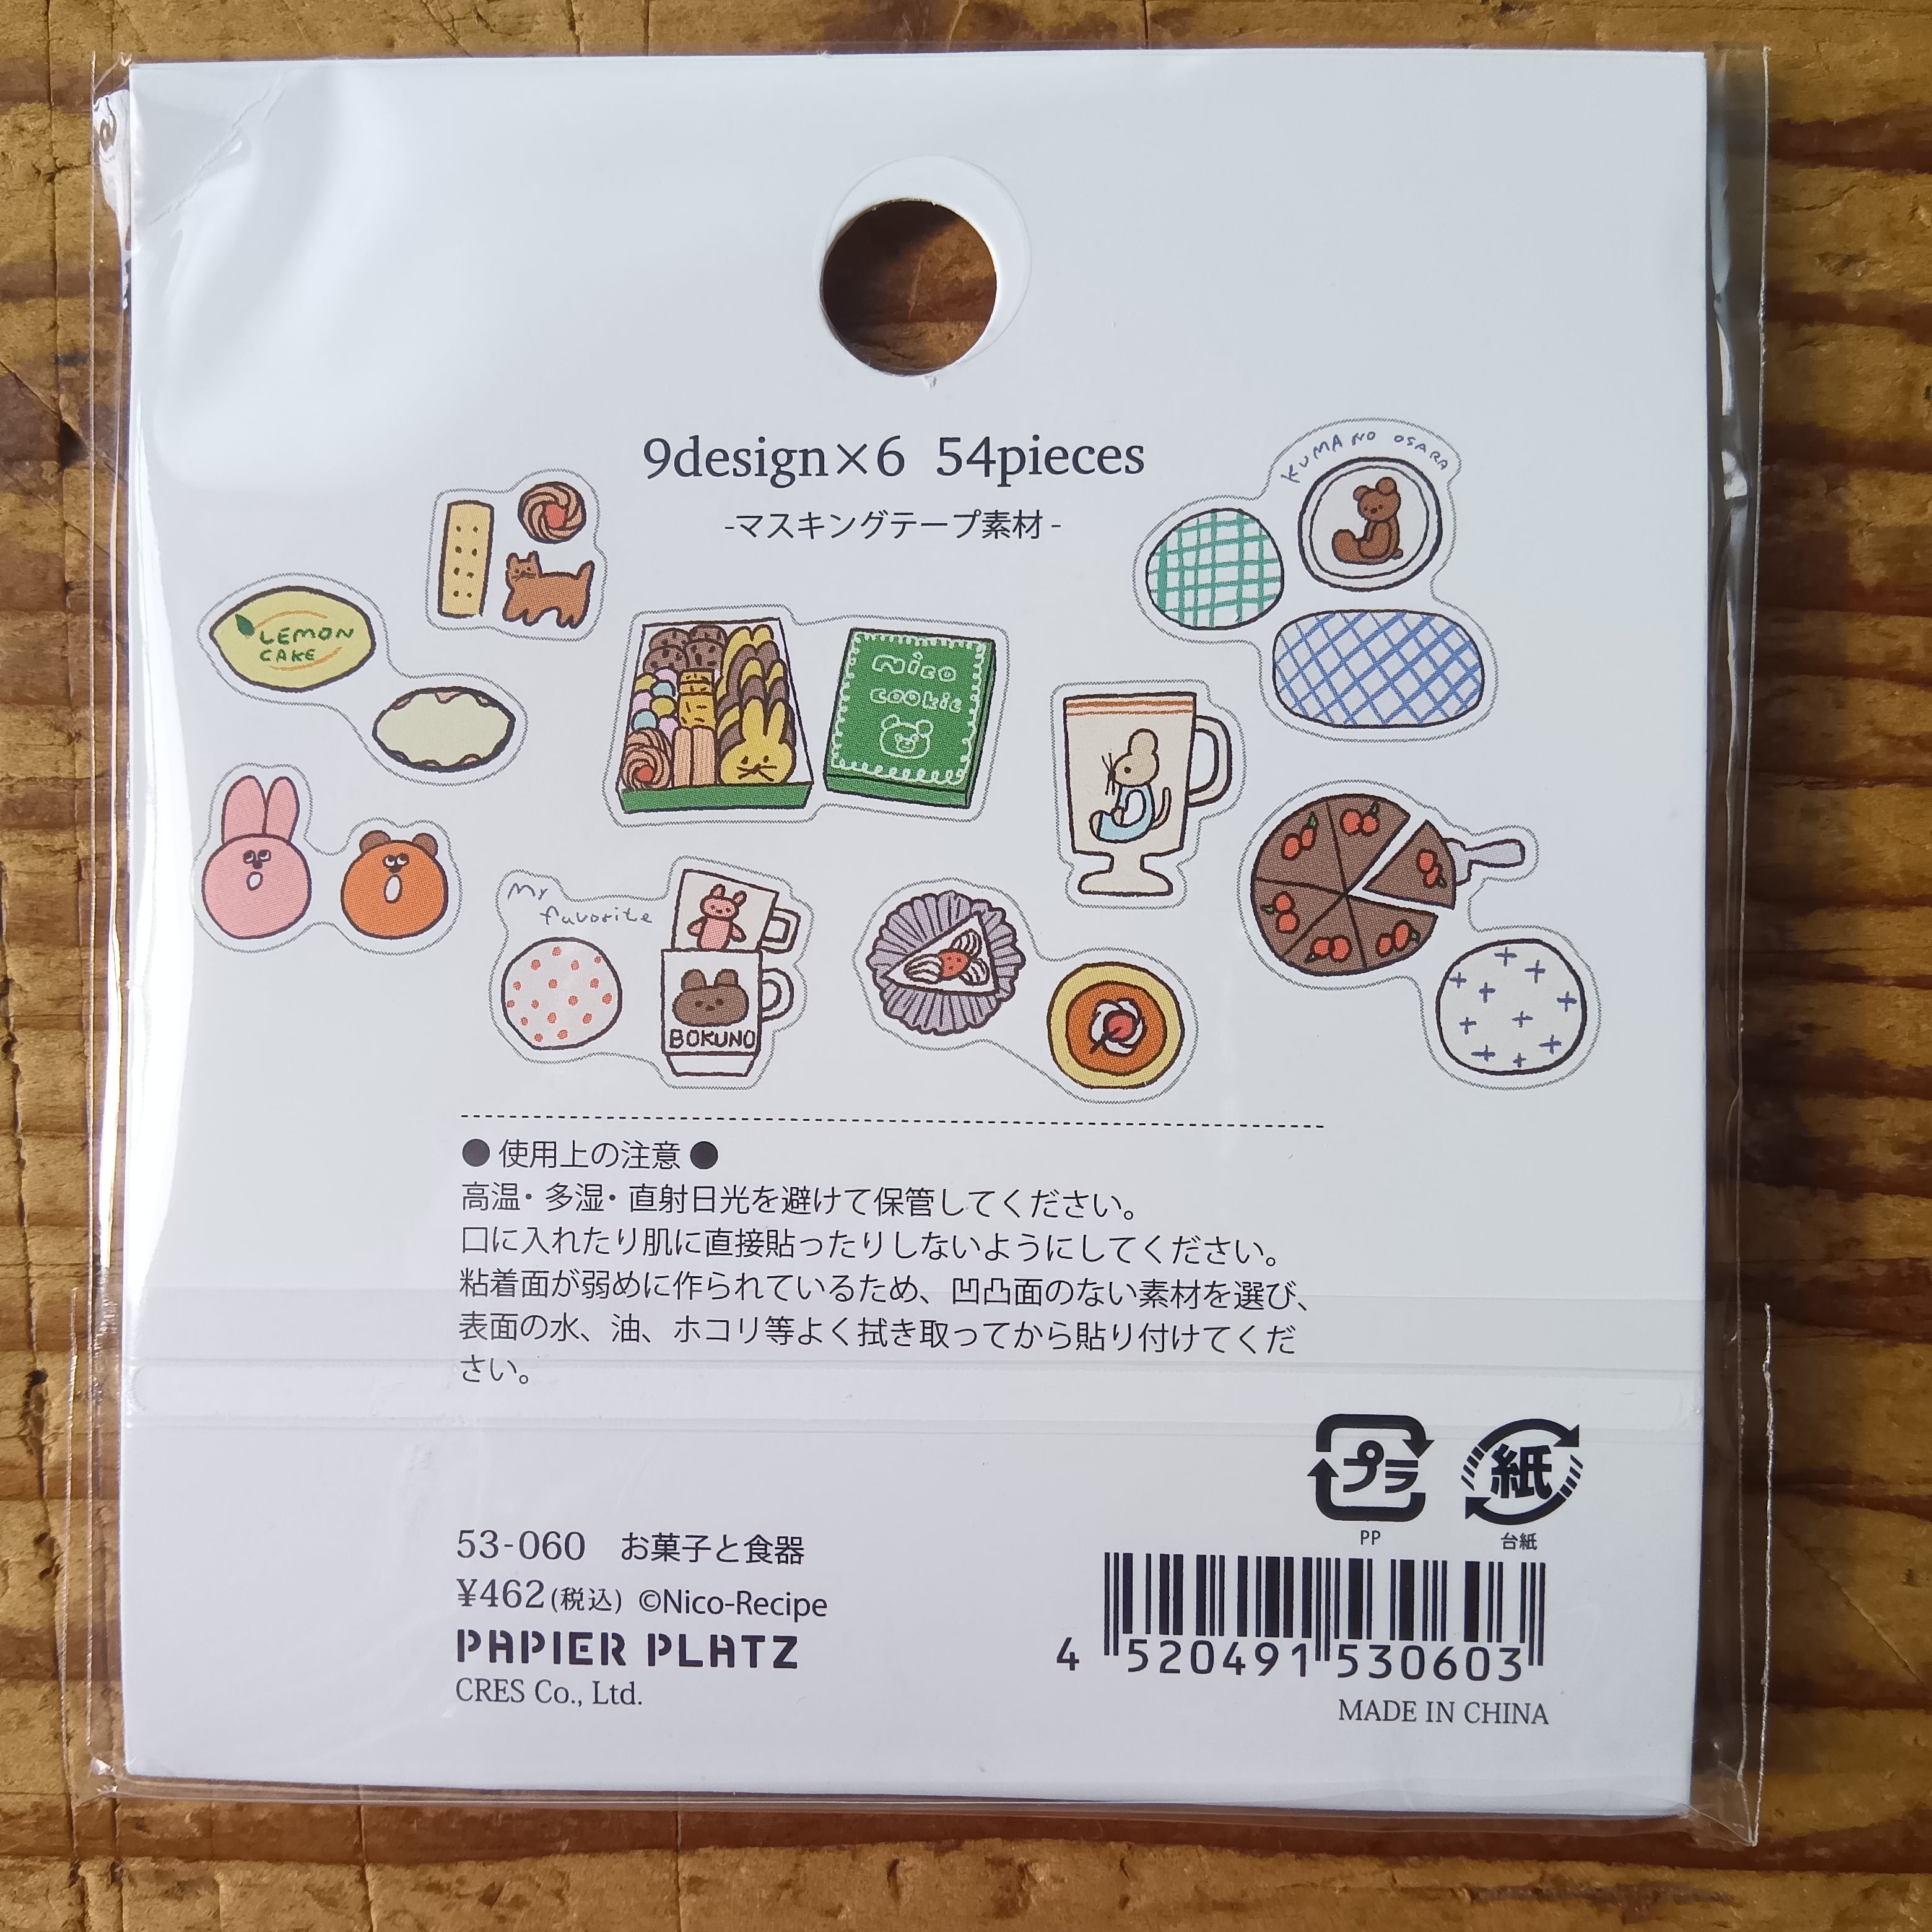 9design×6 54pieces
-マスキングテープ素材-
KUMA NO OSARA
LEMON
CAKE
Nico
cookie
My
favorite
BOKUNO
●使用上の注意●
高温・多湿・直射日光を避けて保管してください。
口に入れたり肌に直接貼ったりしないようにしてください。
粘着面が弱めに作られているため、凹凸面のない素材を選び、
表面の水、油、ホコリ等よく拭き取ってから貼り付けてくだ
さい。
プラ
PP
紙
台紙
53-060 お菓子と食器
¥462(税込) ©Nico-Recipe
PAPIER PLATZ
CRES Co., Ltd.
4 520491 530603
MADE IN CHINA